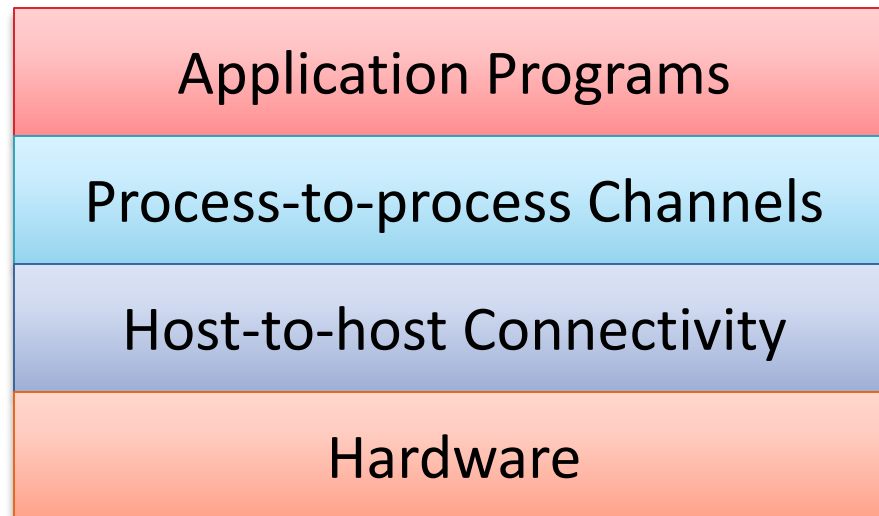 Application Programs
Process-to-process Channels
Host-to-host Connectivity
Hardware